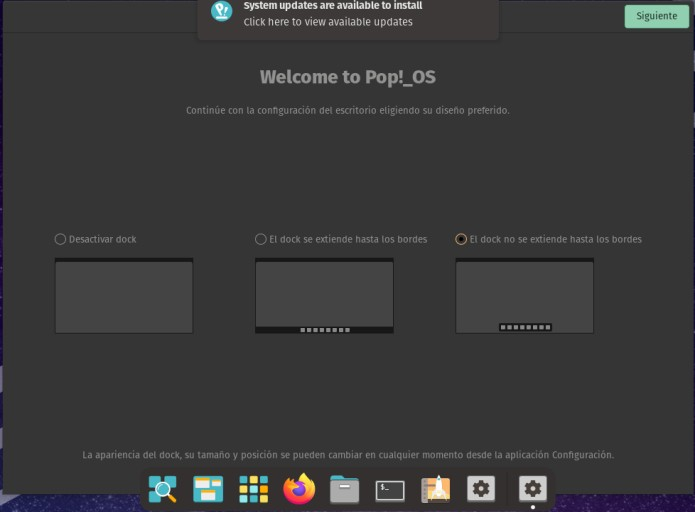 System updates are available to install
Click here to view available updates
Siguiente
Welcome to Pop!_OS
Continúe con la configuración del escritorio eligiendo su diseño preferido.
Desactivar dock
El dock se extiende hasta los bordes
El dock no se extiende hasta los bordes
La apariencia del dock, su tamaño y posición se pueden cambiar en cualquier momento desde la aplicación Configuración.
P!
$_